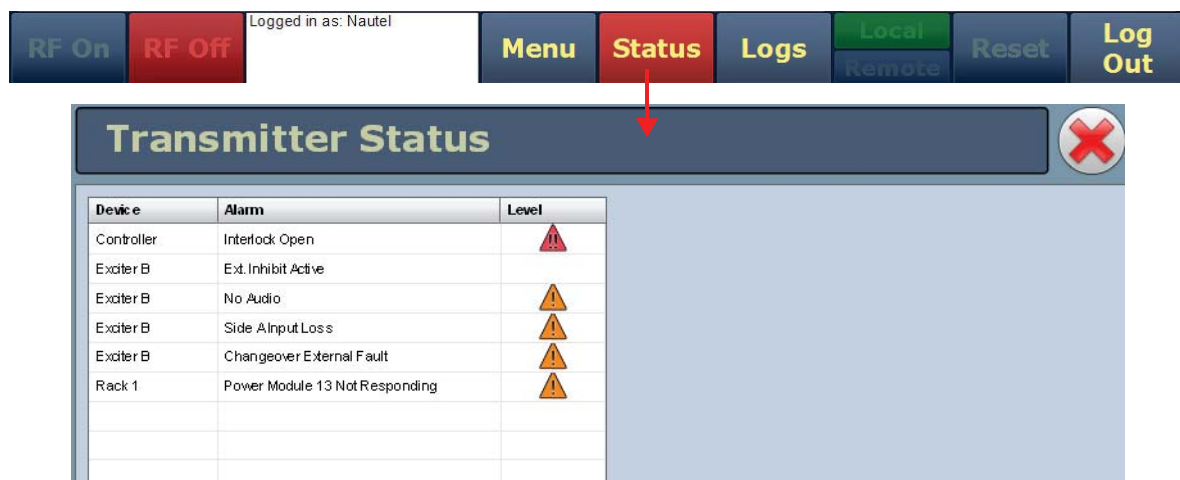 RF On RF Off Logged in as: Nautel Menu Status Logs Local Remote Reset Log Out
Transmitter Status
Device Alarm Level
Controller Interlock Open
Exciter B Ext. Inhibit Active
Exciter B No Audio
Exciter B Side A Input Loss
Exciter B Changeover External Fault
Rack 1 Power Module 13 Not Responding